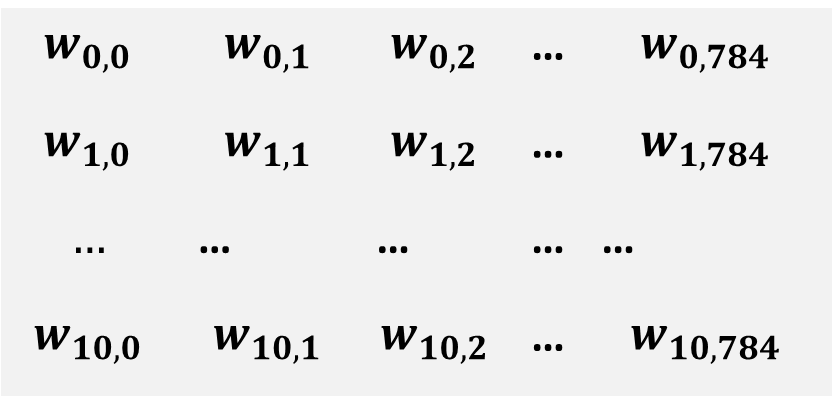 w0,0 w0,1 w0,2 ... w0,784
w1,0 w1,1 w1,2 ... w1,784
... ... ... ... ...
w10,0 w10,1 w10,2 ... w10,784